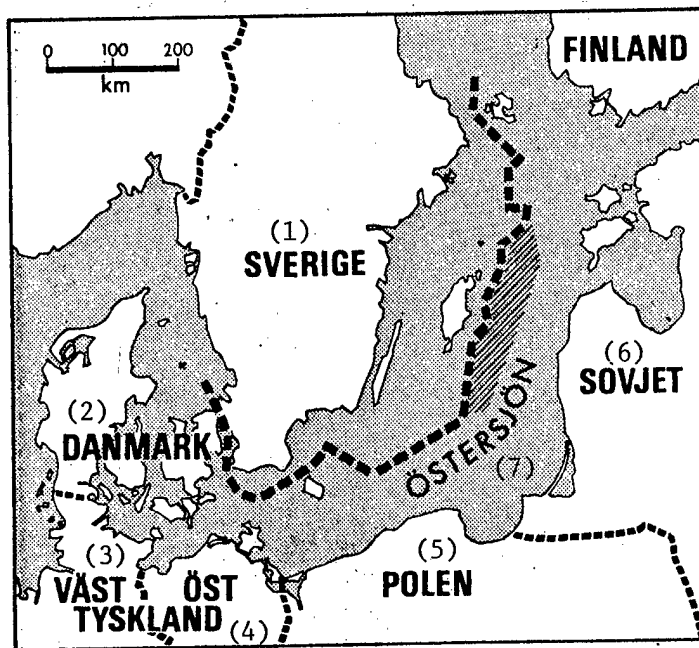 0 100 200
km
FINLAND
(1)
SVERIGE
(6)
SOVJET
(2)
DANMARK
ÖSTERSJÖN
(7)
(3)
VÄST
ÖST
TYSKLAND
(4)
(5)
POLEN